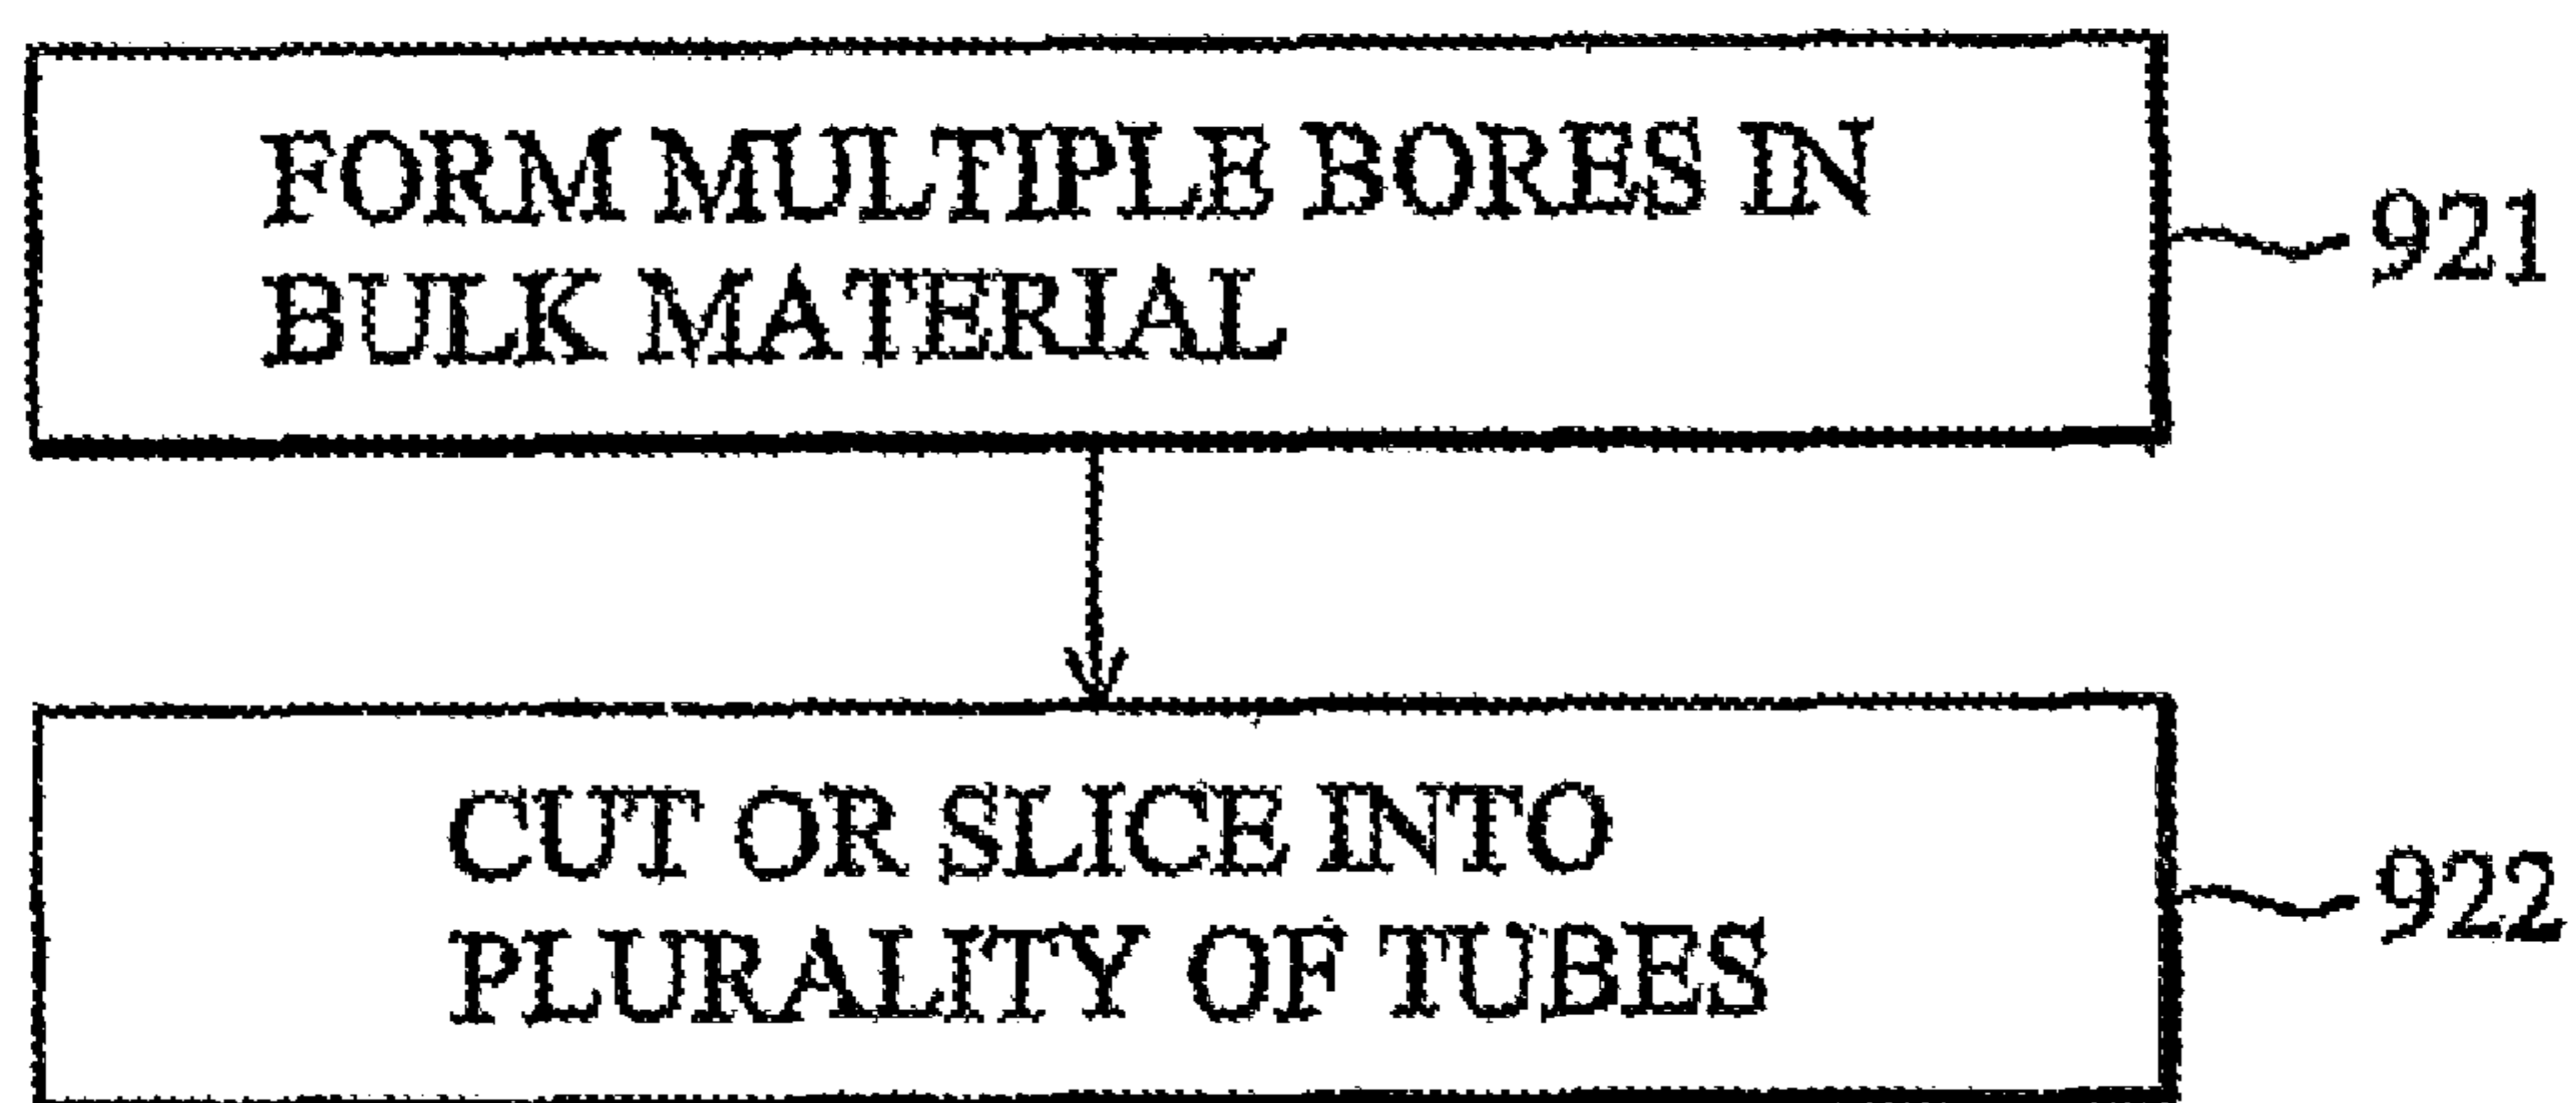 FORM MULTIPLE BORES IN
BULK MATERIAL
921
CUT OR SLICE INTO
PLURALITY OF TUBES
922